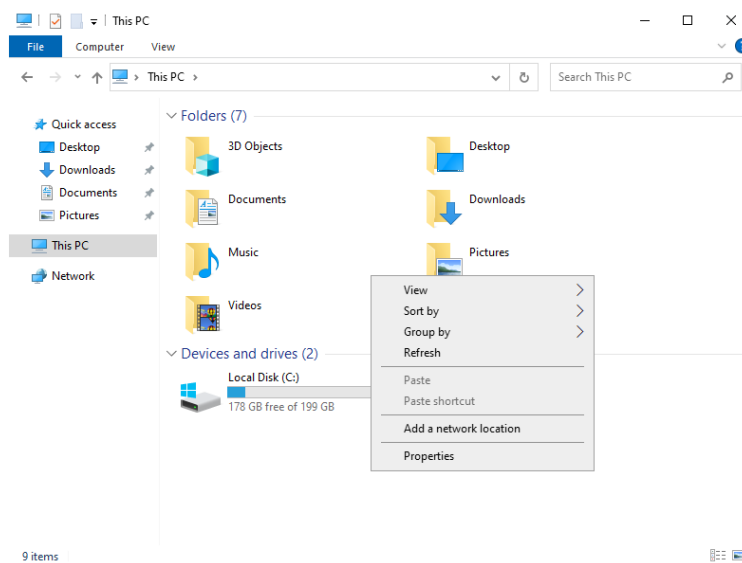 This PC
File Computer View
This PC
Search This PC
Quick access
Desktop
Downloads
Documents
Pictures
This PC
Network
Folders (7)
3D Objects
Desktop
Documents
Downloads
Music
Pictures
Videos
Devices and drives (2)
Local Disk (C:)
178 GB free of 199 GB
View
Sort by
Group by
Refresh
Paste
Paste shortcut
Add a network location
Properties
9 items